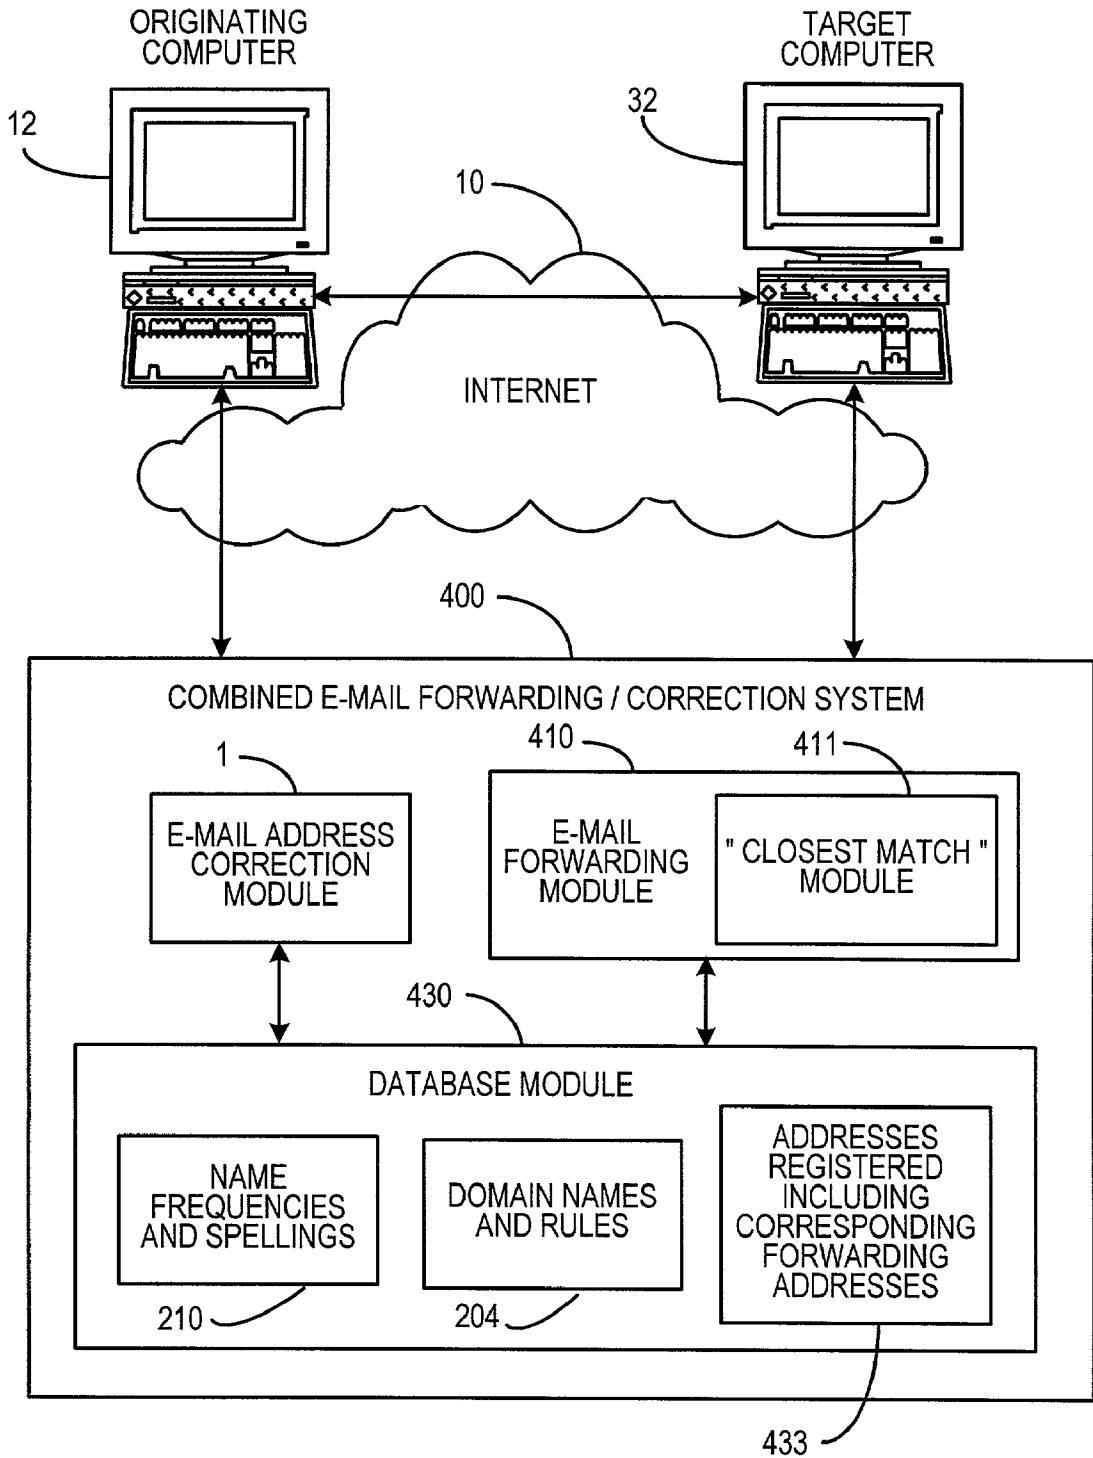 ORIGINATING
COMPUTER
TARGET
COMPUTER
12
32
10
INTERNET
400
COMBINED E-MAIL FORWARDING / CORRECTION SYSTEM
1
410
411
E-MAIL ADDRESS
CORRECTION
MODULE
E-MAIL
FORWARDING
MODULE
" CLOSEST MATCH "
MODULE
430
DATABASE MODULE
NAME
FREQUENCIES
AND SPELLINGS
DOMAIN NAMES
AND RULES
ADDRESSES
REGISTERED
INCLUDING
CORRESPONDING
FORWARDING
ADDRESSES
210
204
433